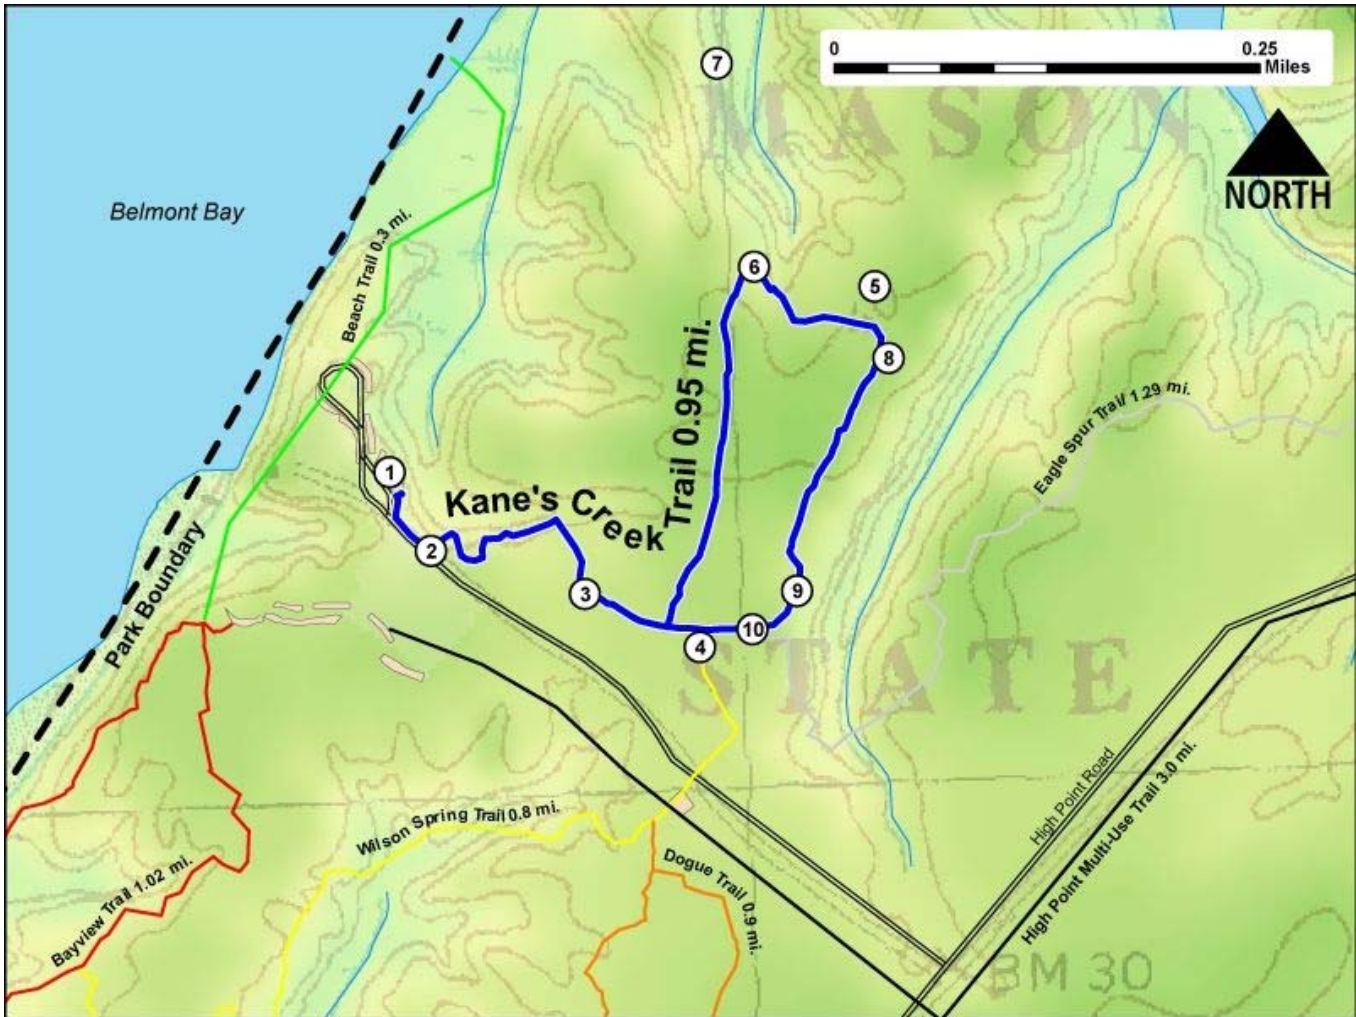 0 0.25
Miles
7
MASON
NORTH
Belmont Bay
Beach Trail 0.3 mi.
6
5
8
Trail 0.95 mi.
Eagle Spur Trail 1.29 mi.
1
Kane's Creek
2
3
9
10
4
Park Boundary
STATE
High Point Road
High Point Multi-Use Trail 3.0 mi.
Wilson Spring Trail 0.8 mi.
Dogue Trail 0.9 mi.
Bayview Trail 1.02 mi.
BM 30